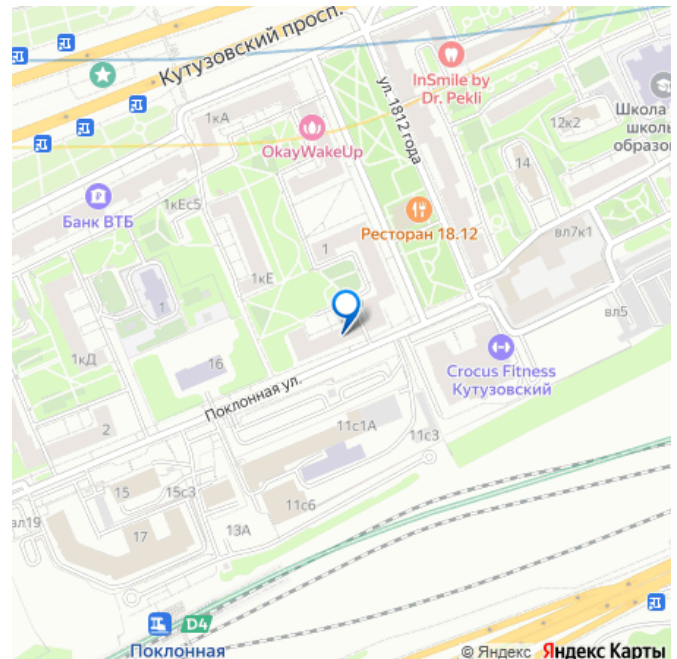 Кутузовский просп.
InSmile by
Dr. Pekli
ул. 1812 года
1кА
OkayWakeUp
12к2
Школа
школь
образо
14
1кЕс5
Банк ВТБ
Ресторан 18.12
вл7к1
1
1кЕ
1
вл5
1кД
16
Crocus Fitness
Кутузовский
Поклонная ул.
2
11с1А
11с3
15
15с3
11с6
ал19
17
13А
D4
Поклонная
© Яндекс Яндекс Карты